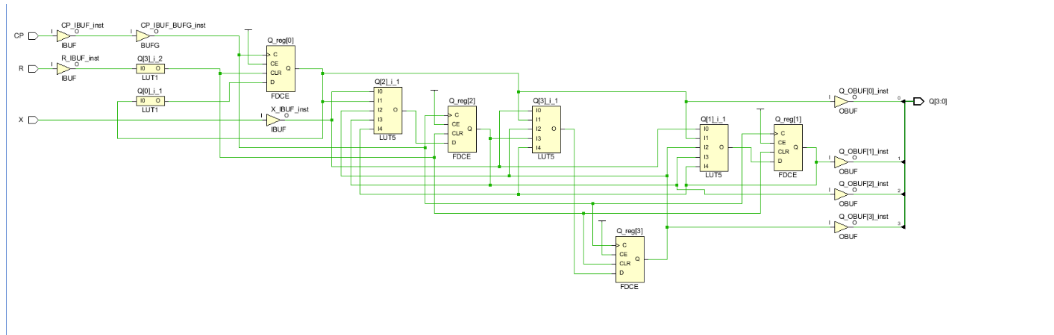 CP
CP_IBUF_inst
I
O
IBUF
CP_IBUF_BUFG_inst
I
O
BUFG
R
R_IBUF_inst
I
O
IBUF
Q[3]_i_2
I0
O
LUT1
Q[0]_i_1
I0
O
LUT1
Q_reg[0]
C
CE
CLR
D
Q
FDCE
X
X_IBUF_inst
I
O
IBUF
Q[2]_i_1
I0
I1
I2
I3
I4
O
LUT5
Q_reg[2]
C
CE
CLR
D
Q
FDCE
Q[3]_i_1
I0
I1
I2
I3
I4
O
LUT5
Q_reg[3]
C
CE
CLR
D
Q
FDCE
Q[1]_i_1
I0
I1
I2
I3
I4
O
LUT5
Q_reg[1]
C
CE
CLR
D
Q
FDCE
Q_OBUF[0]_inst
I
O
OBUF
0
Q[3:0]
Q_OBUF[1]_inst
I
O
OBUF
1
Q_OBUF[2]_inst
I
O
OBUF
2
Q_OBUF[3]_inst
I
O
OBUF
3